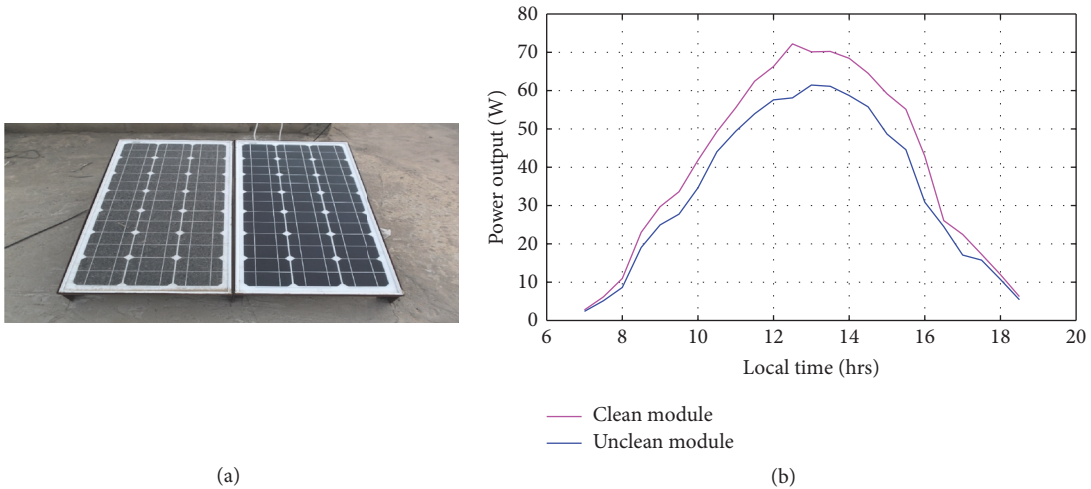 80
70
60
50
40
30
20
10
0
Power output (W)
6 8 10 12 14 16 18 20
Local time (hrs)
Clean module
Unclean module
(a)
(b)